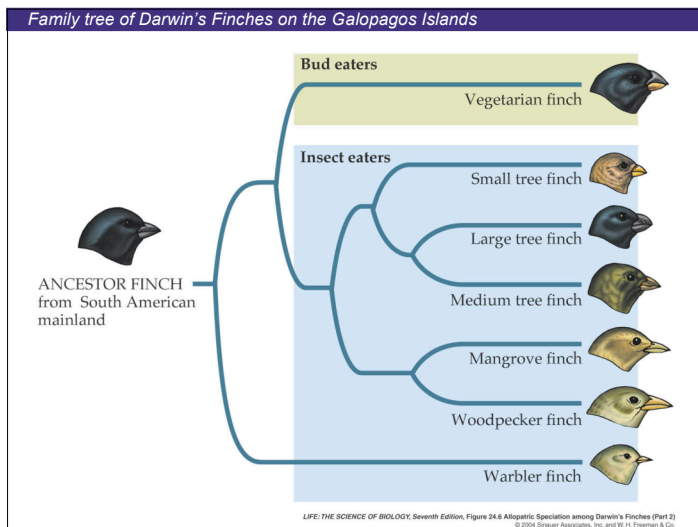 Family tree of Darwin's Finches on the Galopagos Islands
Bud eaters
Vegetarian finch
Insect eaters
Small tree finch
Large tree finch
ANCESTOR FINCH
from South American
mainland
Medium tree finch
Mangrove finch
Woodpecker finch
Warbler finch
LIFE: THE SCIENCE OF BIOLOGY, Seventh Edition, Figure 24.6 Allopatric Speciation among Darwin's Finches (Part 2)
© 2004 Sinauer Associates, Inc. and W. H. Freeman & Co.